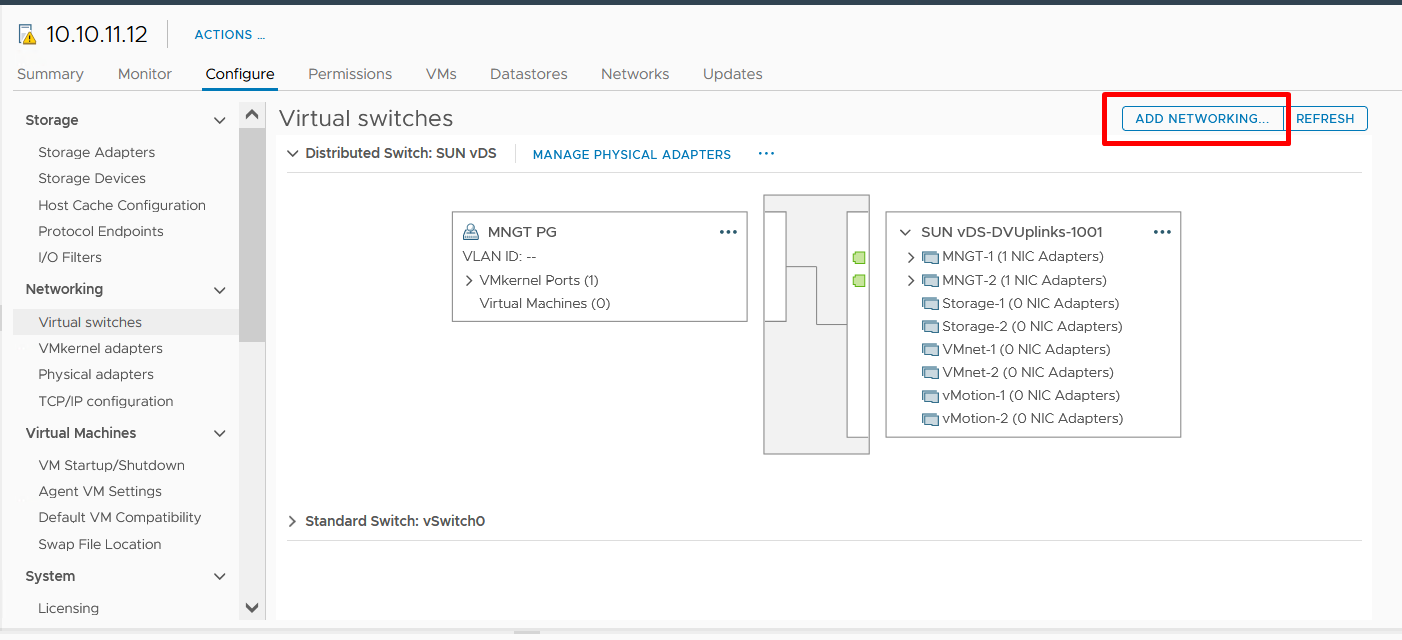 10.10.11.12
ACTIONS ...
Summary Monitor Configure Permissions VMs Datastores Networks Updates
Storage
Storage Adapters
Storage Devices
Host Cache Configuration
Protocol Endpoints
I/O Filters
Networking
Virtual switches
VMkernel adapters
Physical adapters
TCP/IP configuration
Virtual Machines
VM Startup/Shutdown
Agent VM Settings
Default VM Compatibility
Swap File Location
System
Licensing
Virtual switches
ADD NETWORKING...
REFRESH
Distributed Switch: SUN vDS
MANAGE PHYSICAL ADAPTERS
...
MNGT PG
...
VLAN ID: --
VMkernel Ports (1)
Virtual Machines (0)
SUN vDS-DVUplinks-1001
...
MNGT-1 (1 NIC Adapters)
MNGT-2 (1 NIC Adapters)
Storage-1 (0 NIC Adapters)
Storage-2 (0 NIC Adapters)
VMnet-1 (0 NIC Adapters)
VMnet-2 (0 NIC Adapters)
vMotion-1 (0 NIC Adapters)
vMotion-2 (0 NIC Adapters)
Standard Switch: vSwitch0